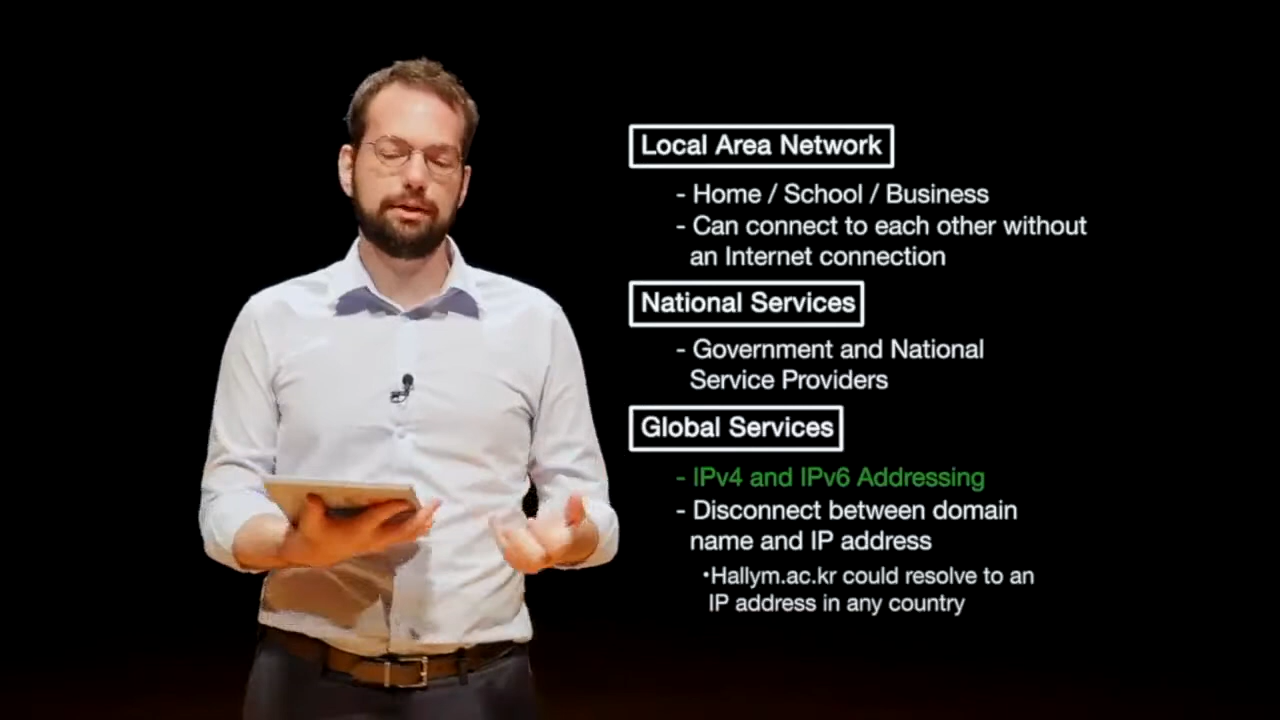 Local Area Network
- Home / School / Business
- Can connect to each other without
an Internet connection
National Services
- Government and National
Service Providers
Global Services
- IPv4 and IPv6 Addressing
- Disconnect between domain
name and IP address
·Hallym.ac.kr could resolve to an
IP address in any country